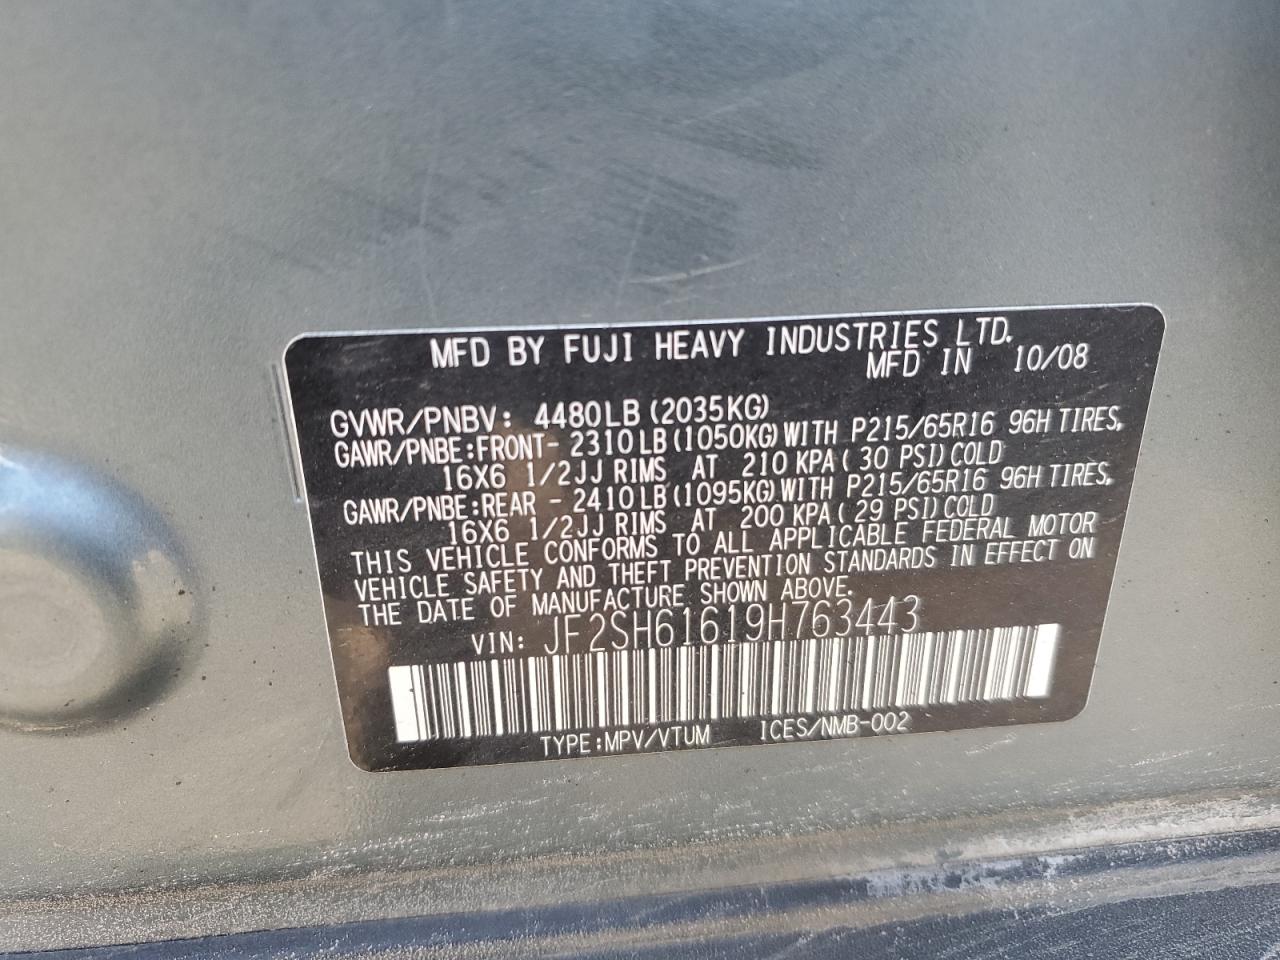 MFD BY FUJI HEAVY INDUSTRIES LTD.
MFD IN 10/08
GVWR/PNBV: 4480LB (2035KG)
GAWR/PNBE:FRONT- 2310LB(1050KG)WITH P215/65R16 96H TIRES,
16X6 1/2JJ RIMS AT 210 KPA( 30 PSI)COLD
GAWR/PNBE:REAR - 2410LB(1095KG)WITH P215/65R16 96H TIRES,
16X6 1/2JJ RIMS AT 200 KPA( 29 PSI)COLD
THIS VEHICLE CONFORMS TO ALL APPLICABLE FEDERAL MOTOR
VEHICLE SAFETY AND THEFT PREVENTION STANDARDS IN EFFECT ON
THE DATE OF MANUFACTURE SHOWN ABOVE.
VIN: JF2SH61619H763443
TYPE:MPV/VTUM ICES/NMB-002